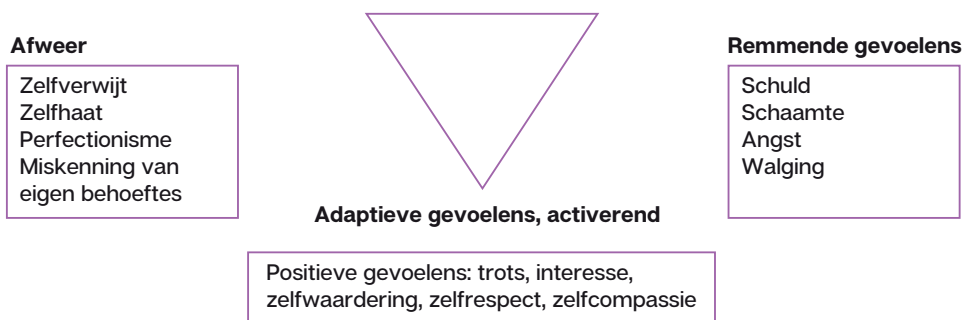 Afweer
Zelfverwijt
Zelfhaat
Perfectionisme
Miskenning van
eigen behoeftes
Remmende gevoelens
Schuld
Schaamte
Angst
Walging
Adaptieve gevoelens, activerend
Positieve gevoelens: trots, interesse,
zelfwaardering, zelfrespect, zelfcompassie